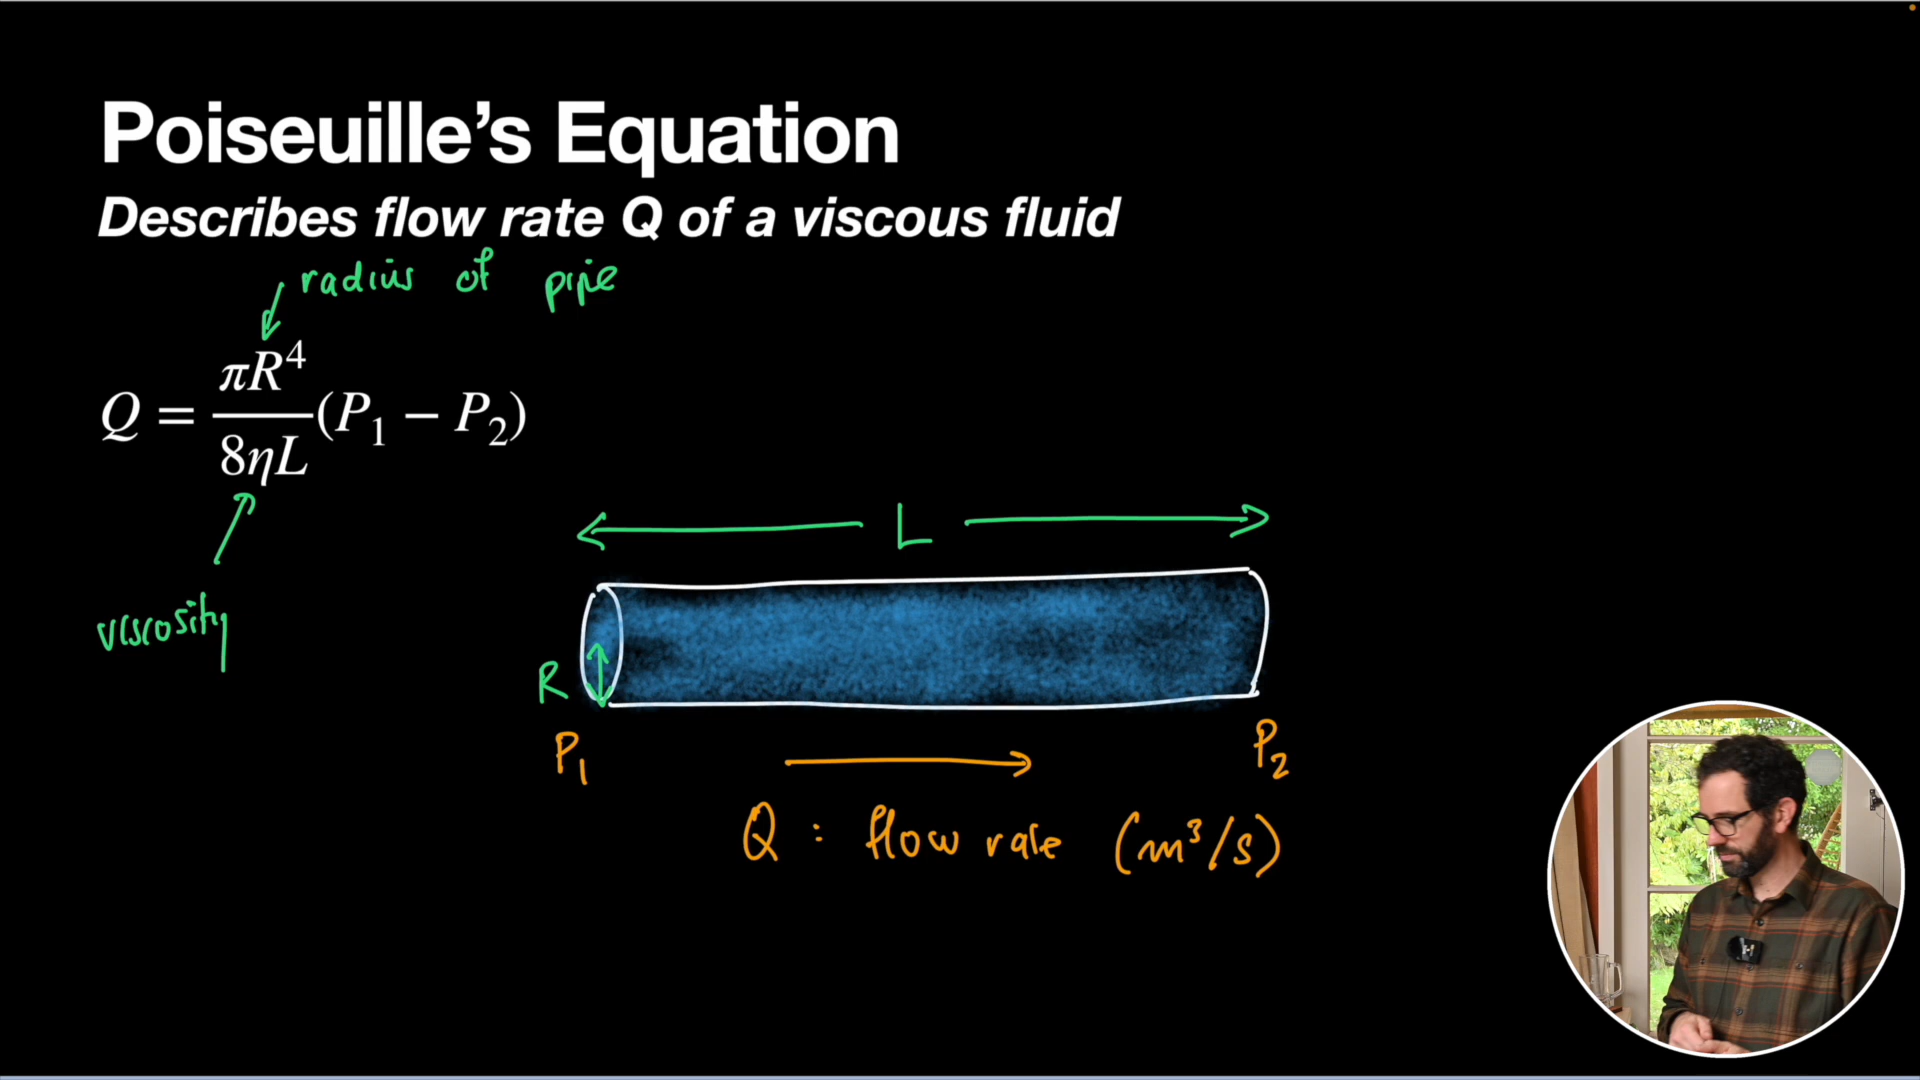 Poiseuille's Equation
Describes flow rate Q of a viscous fluid
radius of pipe
Q = πR⁴/8ηL (P₁ − P₂)
viscosity
L
R
P₁
P₂
Q : flow rate (m³/s)